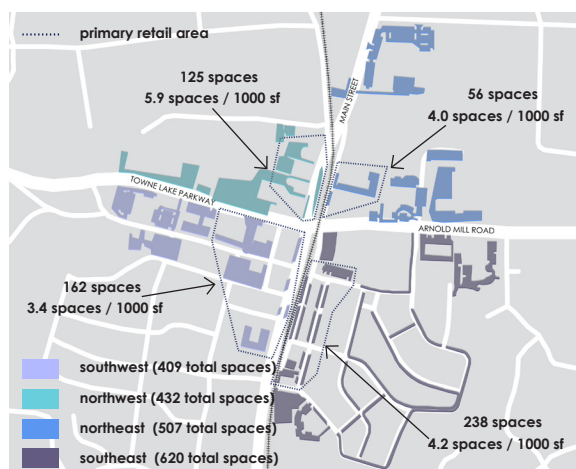 primary retail area
125 spaces
5.9 spaces / 1000 sf
MAIN STREET
56 spaces
4.0 spaces / 1000 sf
TOWNE LAKE PARKWAY
ARNOLD MILL ROAD
162 spaces
3.4 spaces / 1000 sf
southwest (409 total spaces)
northwest (432 total spaces)
northeast (507 total spaces)
southeast (620 total spaces)
238 spaces
4.2 spaces / 1000 sf